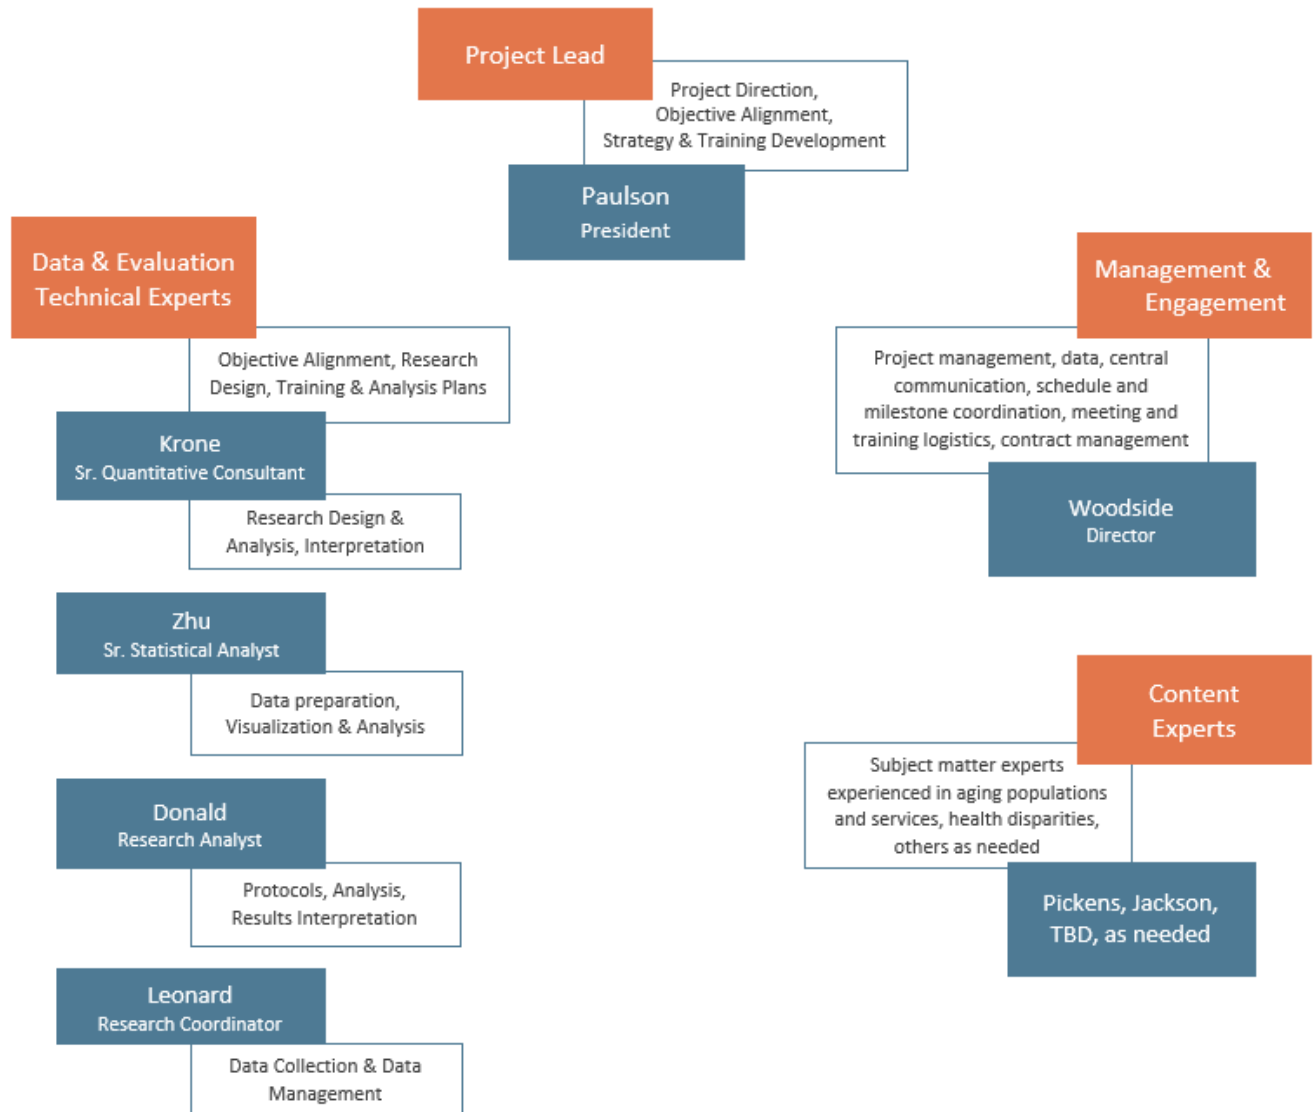 Project Lead
Project Direction,
Objective Alignment,
Strategy & Training Development
Paulson
President
Data & Evaluation
Technical Experts
Objective Alignment, Research
Design, Training & Analysis Plans
Krone
Sr. Quantitative Consultant
Research Design &
Analysis, Interpretation
Zhu
Sr. Statistical Analyst
Data preparation,
Visualization & Analysis
Donald
Research Analyst
Protocols, Analysis,
Results Interpretation
Leonard
Research Coordinator
Data Collection & Data
Management
Management &
Engagement
Project management, data, central
communication, schedule and
milestone coordination, meeting and
training logistics, contract management
Woodside
Director
Content
Experts
Subject matter experts
experienced in aging populations
and services, health disparities,
others as needed
Pickens, Jackson,
TBD, as needed